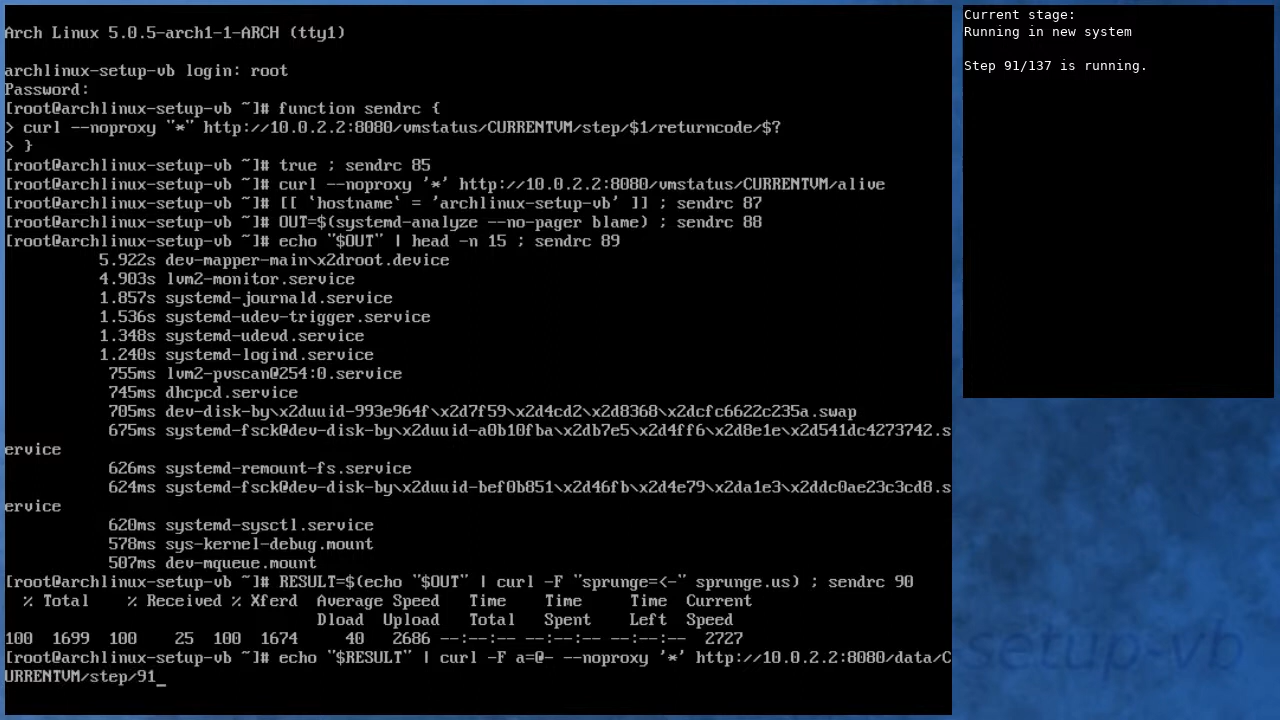 Arch Linux 5.0.5-arch1-1-ARCH (tty1)
archlinux-setup-vb login: root
Password:
[root@archlinux-setup-vb ~]# function sendrc {
> curl --noproxy "*" http://10.0.2.2:8080/vmstatus/CURRENTVM/step/$1/returncode/$?
> }
[root@archlinux-setup-vb ~]# true ; sendrc 85
[root@archlinux-setup-vb ~]# curl --noproxy '*' http://10.0.2.2:8080/vmstatus/CURRENTVM/alive
[root@archlinux-setup-vb ~]# [[ `hostname` = 'archlinux-setup-vb' ]] ; sendrc 87
[root@archlinux-setup-vb ~]# OUT=$(systemd-analyze --no-pager blame) ; sendrc 88
[root@archlinux-setup-vb ~]# echo "$OUT" | head -n 15 ; sendrc 89
5.922s dev-mapper-main\x2droot.device
4.903s lvm2-monitor.service
1.857s systemd-journald.service
1.536s systemd-udev-trigger.service
1.348s systemd-udevd.service
1.240s systemd-logind.service
755ms lvm2-pvscan@254:0.service
745ms dhcpcd.service
705ms dev-disk-by\x2duuid-993e964f\x2d7f59\x2d4cd2\x2d8368\x2dcfc6622c235a.swap
675ms systemd-fsck@dev-disk-by\x2duuid-a0b10fba\x2db7e5\x2d4ff6\x2d8e1e\x2d541dc4273742.s
ervice
626ms systemd-remount-fs.service
624ms systemd-fsck@dev-disk-by\x2duuid-bef0b851\x2d46fb\x2d4e79\x2da1e3\x2ddc0ae23c3cd8.s
ervice
620ms systemd-sysctl.service
578ms sys-kernel-debug.mount
507ms dev-mqueue.mount
[root@archlinux-setup-vb ~]# RESULT=$(echo "$OUT" | curl -F "sprunge=<-" sprunge.us) ; sendrc 90
% Total    % Received % Xferd  Average Speed   Time    Time     Time  Current
Dload  Upload   Total   Spent    Left  Speed
100  1699  100    25  100  1674     40   2686 --:--:-- --:--:-- --:--:--  2727
[root@archlinux-setup-vb ~]# echo "$RESULT" | curl -F a=@- --noproxy '*' http://10.0.2.2:8080/data/C
URRENTVM/step/91_
Current stage:
Running in new system
Step 91/137 is running.
setup-vb